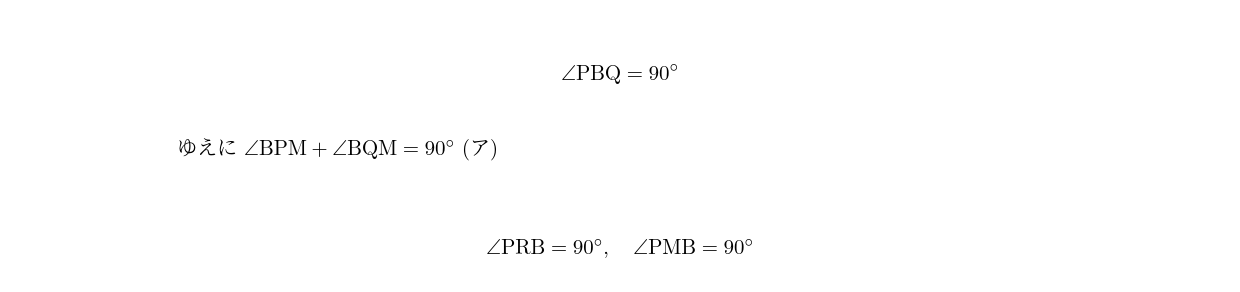 ∠PBQ = 90°
ゆえに ∠BPM + ∠BQM = 90° (ア)
∠PRB = 90°, ∠PMB = 90°